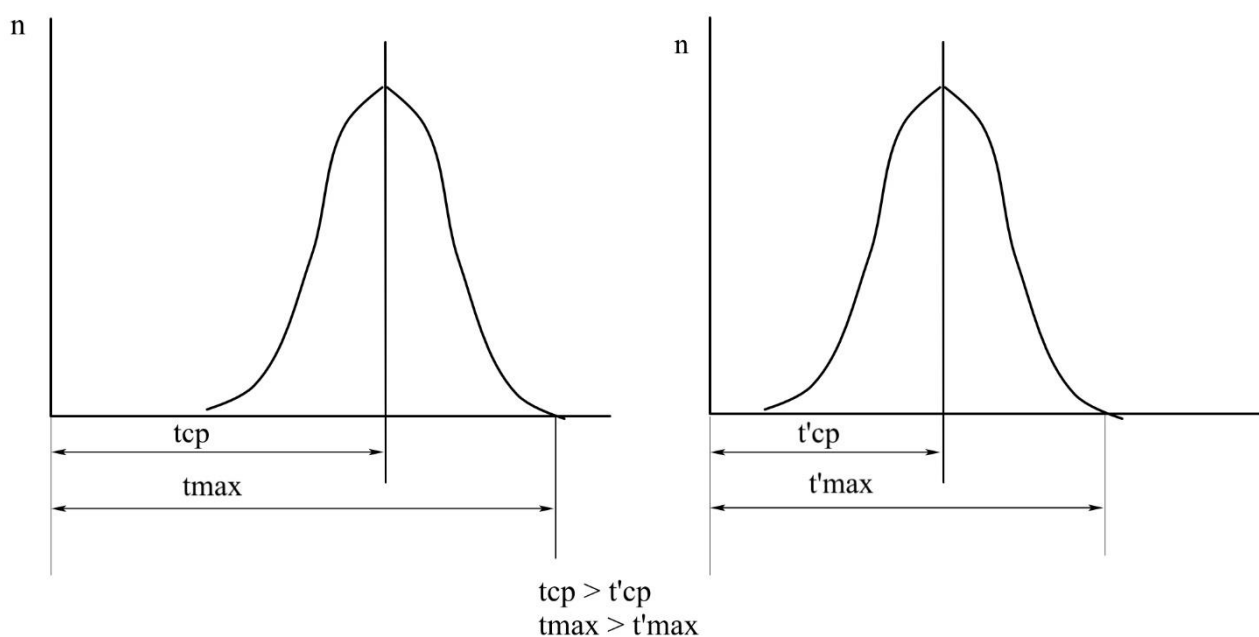 n
n
tcp
t'cp
tmax
t'max
tcp > t'cp
tmax > t'max